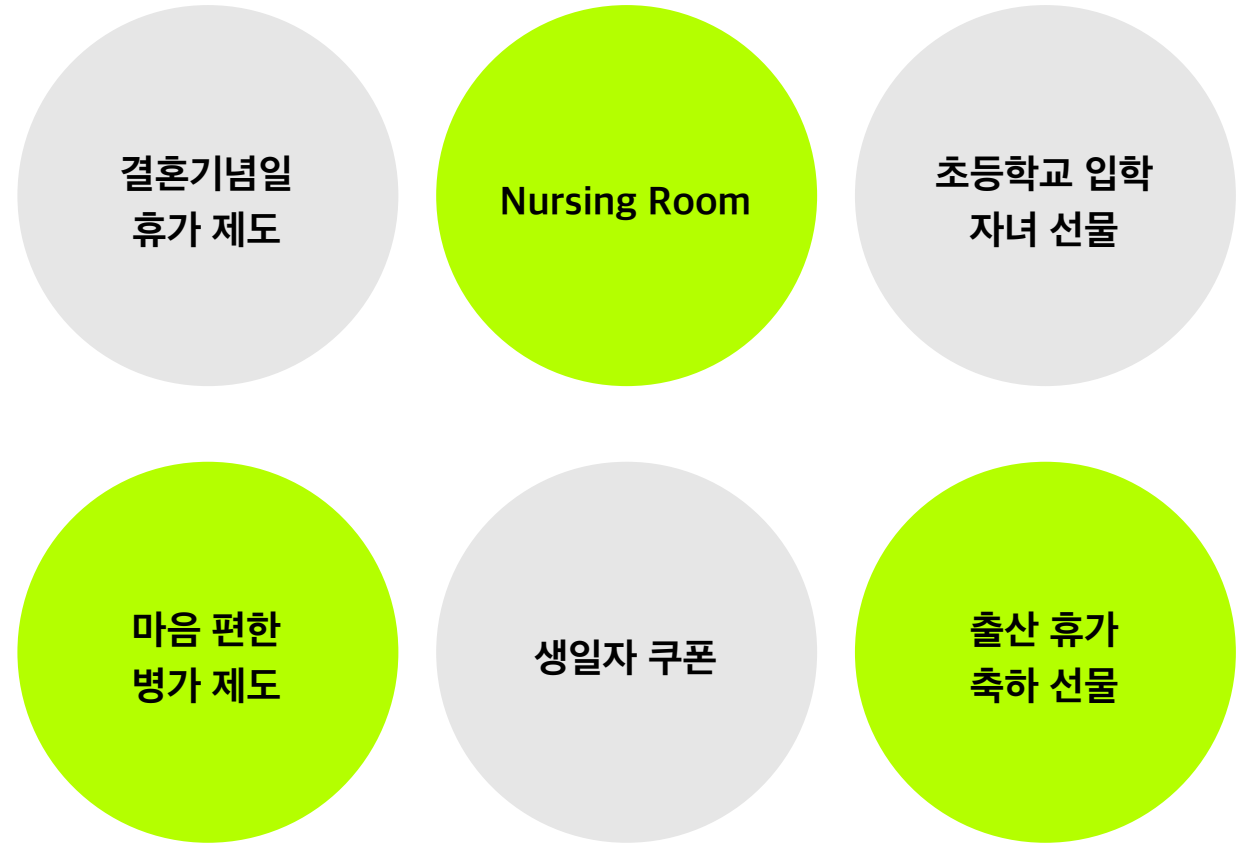 결혼기념일
휴가 제도
Nursing Room
초등학교 입학
자녀 선물
마음 편한
병가 제도
생일자 쿠폰
출산 휴가
축하 선물